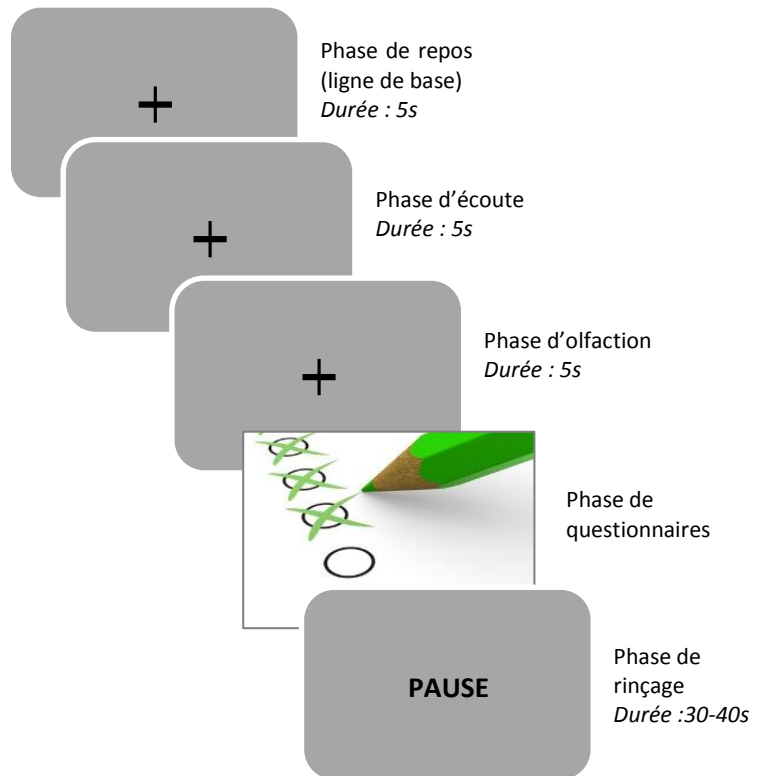 Phase de repos
(ligne de base)
Durée : 5s
Phase d'écoute
Durée : 5s
Phase d'olfaction
Durée : 5s
Phase de
questionnaires
PAUSE
Phase de
rinçage
Durée :30-40s